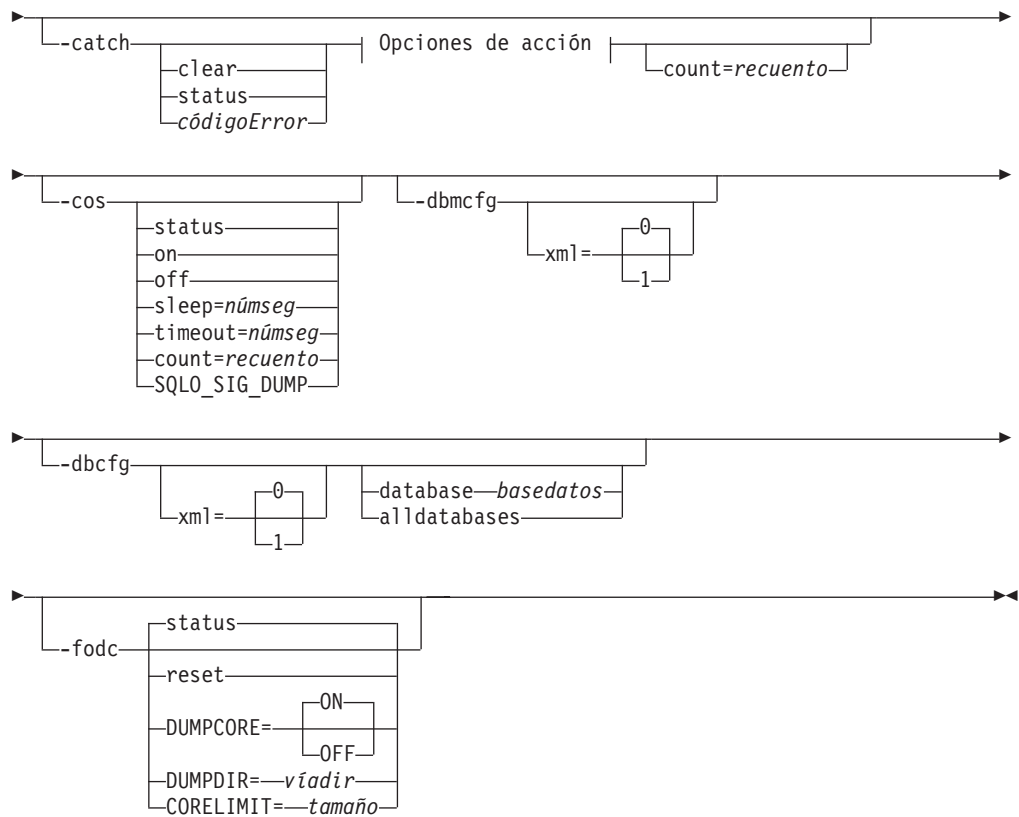 -catch Opciones de acción
clear count=recuento
status
códigoError
-cos -dbmcfg
status 0
on xml=
off 1
sleep=númseg
timeout=númseg
count=recuento
SQLO_SIG_DUMP
-dbcfg
0 database basedatos
xml= alldatabases
1
status
-fodc
reset
ON
DUMPCORE=
OFF
DUMPDIR= víadir
CORELIMIT= tamaño